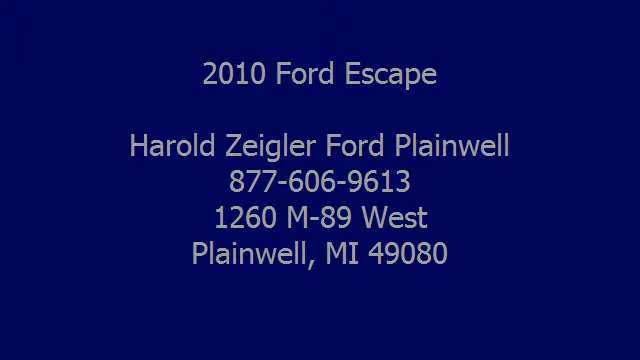 2010 Ford Escape
Harold Zeigler Ford Plainwell
877-606-9613
1260 M-89 West
Plainwell, MI 49080